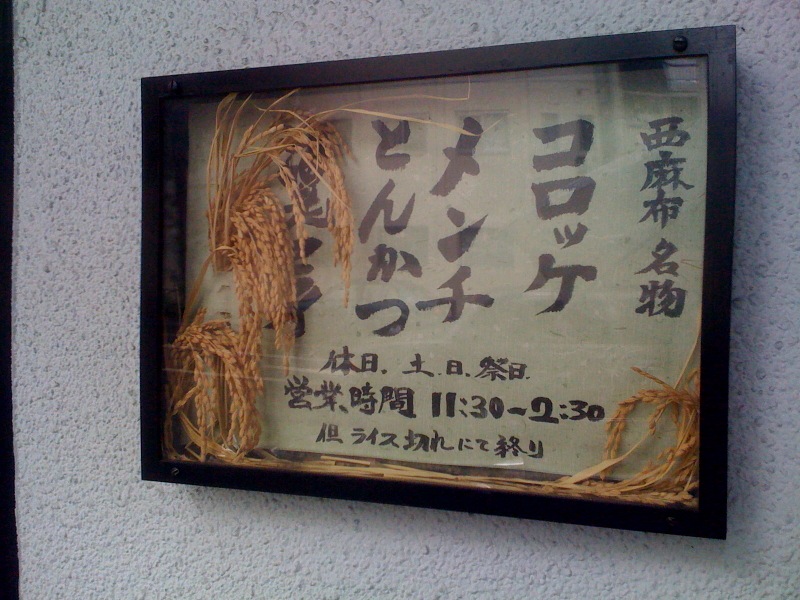 西麻布名物
コロッケ
メンチ
とんかつ
休日.土.日.祭日.
営業時間 11:30~2:30
但 ライス切れにて終り